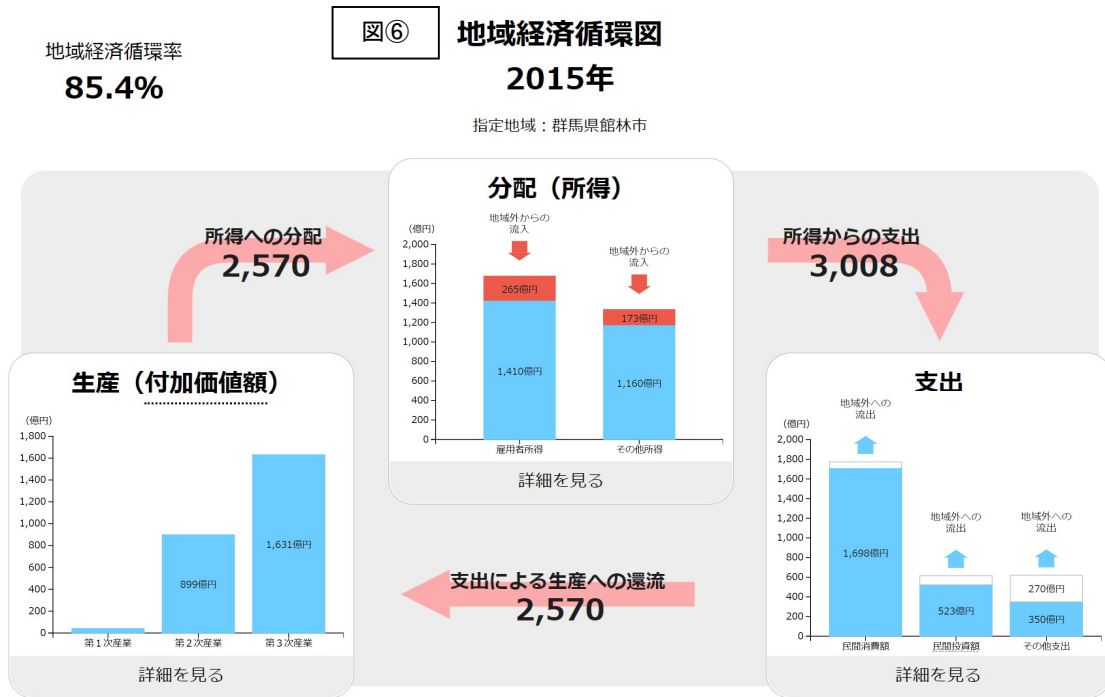 地域経済循環率
85.4%
図⑥
地域経済循環図
2015年
指定地域：群馬県館林市
所得への分配
2,570
分配（所得）
(億円)
地域外からの
流入
地域外からの
流入
2,000
1,800
1,600
1,400
1,200
1,000
800
600
400
200
0
265億円
1,410億円
173億円
1,160億円
雇用者所得
その他所得
詳細を見る
所得からの支出
3,008
生産（付加価値額）
(億円)
1,800
1,600
1,400
1,200
1,000
800
600
400
200
0
899億円
1,631億円
第１次産業
第２次産業
第３次産業
詳細を見る
支出による生産への還流
2,570
支出
(億円)
地域外への
流出
地域外への
流出
地域外への
流出
2,000
1,800
1,600
1,400
1,200
1,000
800
600
400
200
0
1,698億円
523億円
270億円
350億円
民間消費額
民間投資額
その他支出
詳細を見る